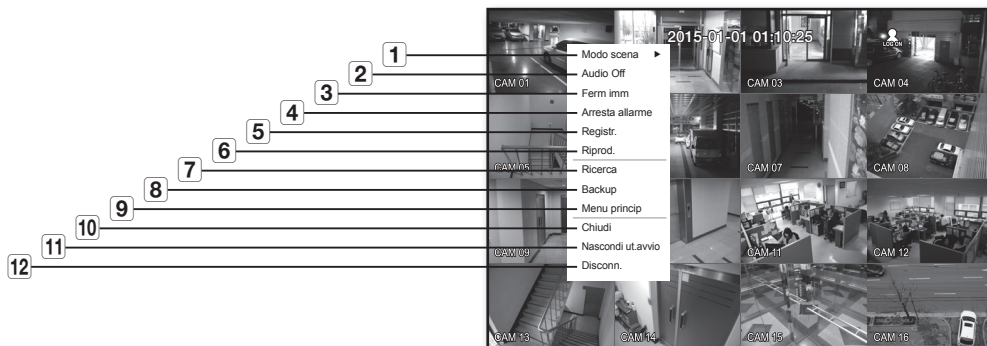 2015-01-01 01:10:25
LOG ON
CAM 01
CAM 03
CAM 04
CAM 05
CAM 07
CAM 08
CAM 09
CAM 11
CAM 12
CAM 13
CAM 14
CAM 15
CAM 16
1 Modo scena
2 Audio Off
3 Ferm imm
4 Arresta allarme
5 Registr.
6 Riprod.
7 Ricerca
8 Backup
9 Menu princip
10 Chiudi
11 Nascondi ut.avvio
12 Disconn.